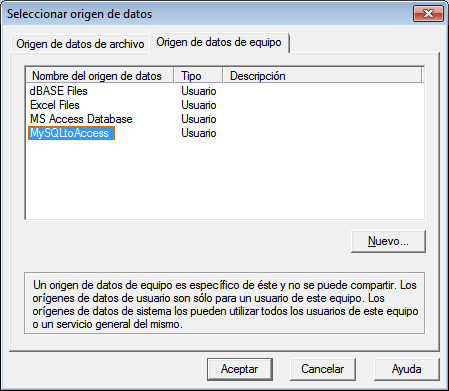 Seleccionar origen de datos
Origen de datos de archivo Origen de datos de equipo
Nombre del origen de datos Tipo Descripción
dBASE Files Usuario
Excel Files Usuario
MS Access Database Usuario
MySQLtoAccess Usuario
Nuevo...
Un origen de datos de equipo es específico de éste y no se puede compartir. Los
orígenes de datos de usuario son sólo para un usuario de este equipo. Los
orígenes de datos de sistema los pueden utilizar todos los usuarios de este equipo
o un servicio general del mismo.
Aceptar Cancelar Ayuda